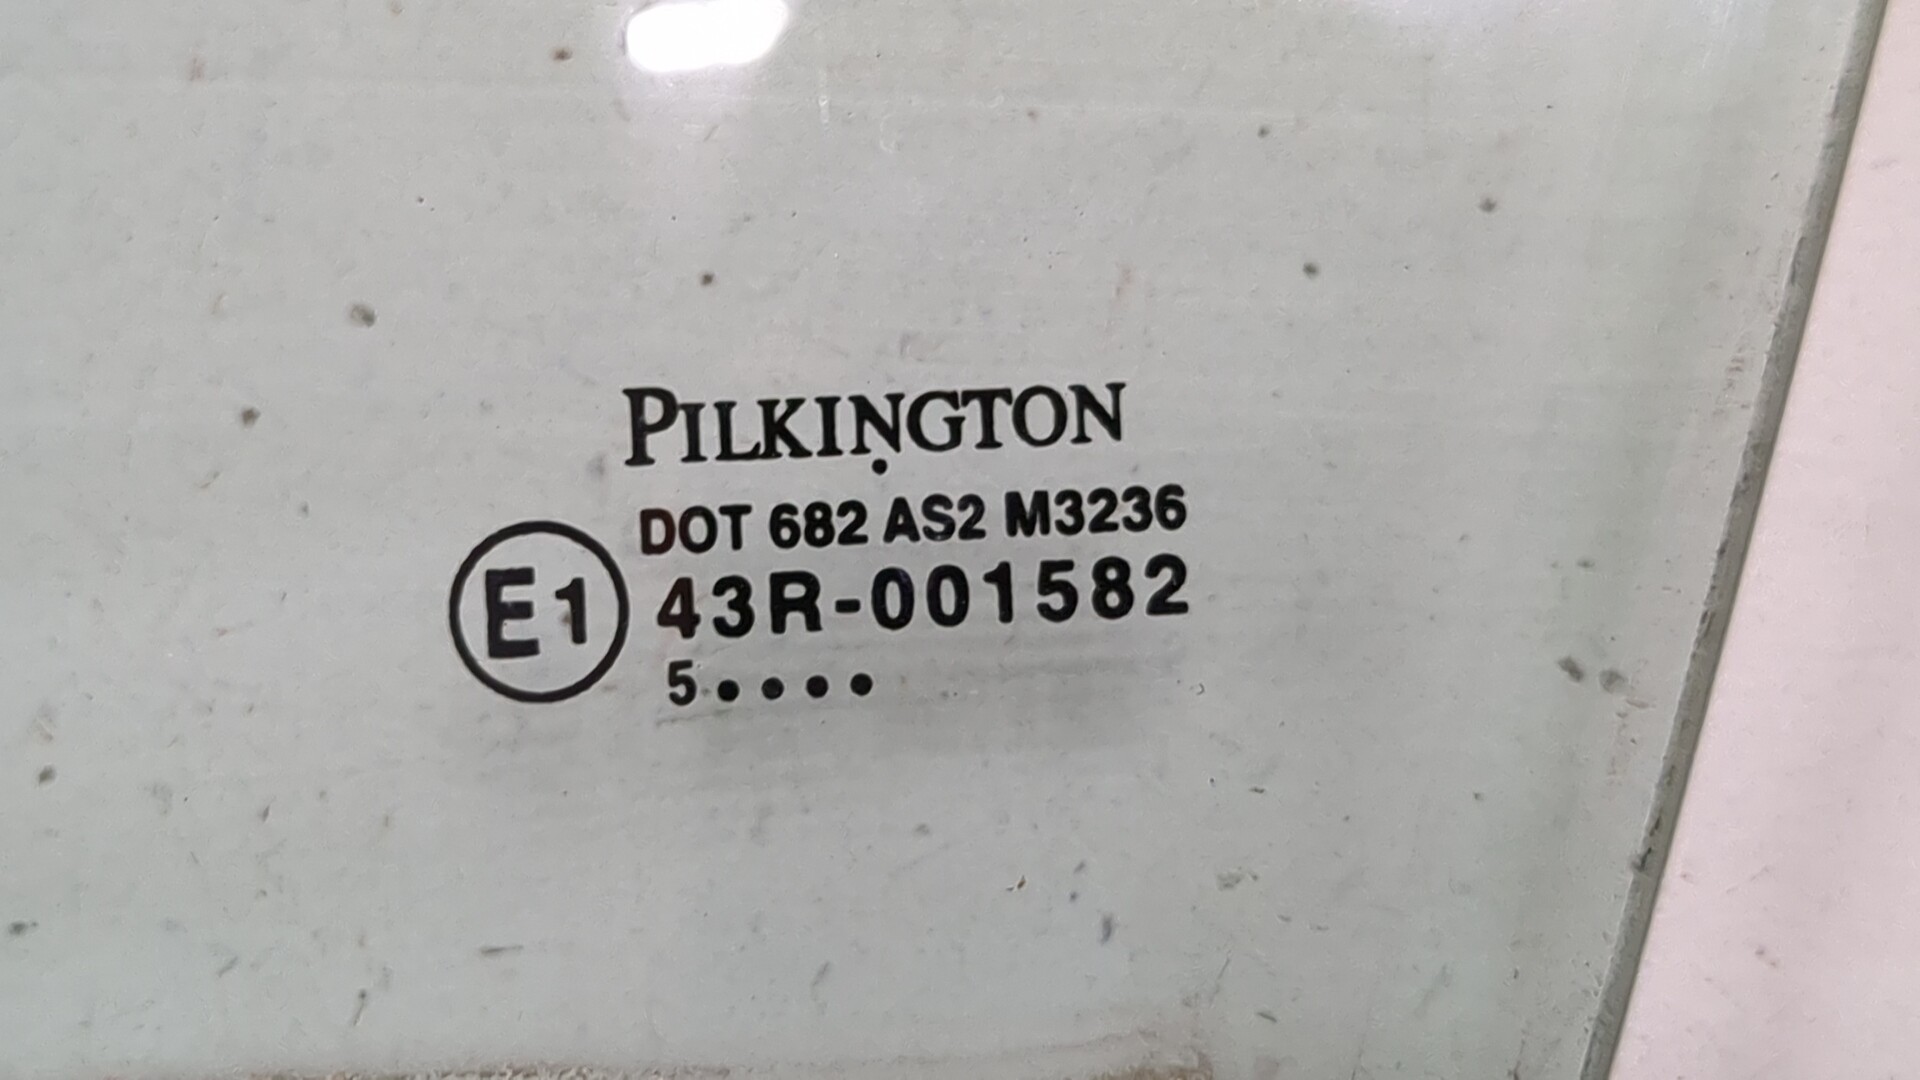 PILKINGTON
DOT 682 AS2 M3236
E1 43R-001582
5••••